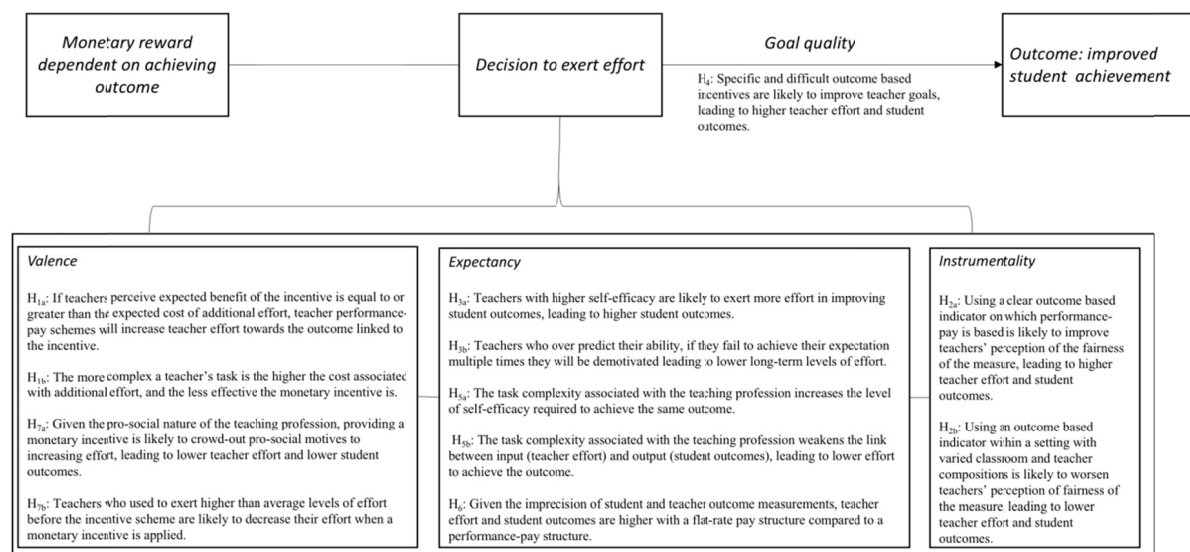 Monetary reward
dependent on achieving
outcome
Decision to exert effort
Goal quality
H4: Specific and difficult outcome based
incentives are likely to improve teacher goals,
leading to higher teacher effort and student
outcomes.
Outcome: improved
student achievement
Valence
H1a: If teachers perceive expected benefit of the incentive is equal to or
greater than the expected cost of additional effort, teacher performance-
pay schemes will increase teacher effort towards the outcome linked to
the incentive.
H1b: The more complex a teacher's task is the higher the cost associated
with additional effort, and the less effective the monetary incentive is.
H7a: Given the pro-social nature of the teaching profession, providing a
monetary incentive is likely to crowd-out pro-social motives to
increasing effort, leading to lower teacher effort and lower student
outcomes.
H7b: Teachers who used to exert higher than average levels of effort
before the incentive scheme are likely to decrease their effort when a
monetary incentive is applied.
Expectancy
H3a: Teachers with higher self-efficacy are likely to exert more effort in improving
student outcomes, leading to higher student outcomes.
H3b: Teachers who over predict their ability, if they fail to achieve their expectation
multiple times they will be demotivated leading to lower long-term levels of effort.
H5a: The task complexity associated with the teaching profession increases the level
of self-efficacy required to achieve the same outcome.
H5b: The task complexity associated with the teaching profession weakens the link
between input (teacher effort) and output (student outcomes), leading to lower effort
to achieve the outcome.
H6: Given the imprecision of student and teacher outcome measurements, teacher
effort and student outcomes are higher with a flat-rate pay structure compared to a
performance-pay structure.
Instrumentality
H2a: Using a clear outcome based
indicator on which performance-
pay is based is likely to improve
teachers' perception of the fairness
of the measure, leading to higher
teacher effort and student
outcomes.
H2b: Using an outcome based
indicator within a setting with
varied classroom and teacher
compositions is likely to worsen
teachers' perception of fairness of
the measure leading to lower
teacher effort and student
outcomes.